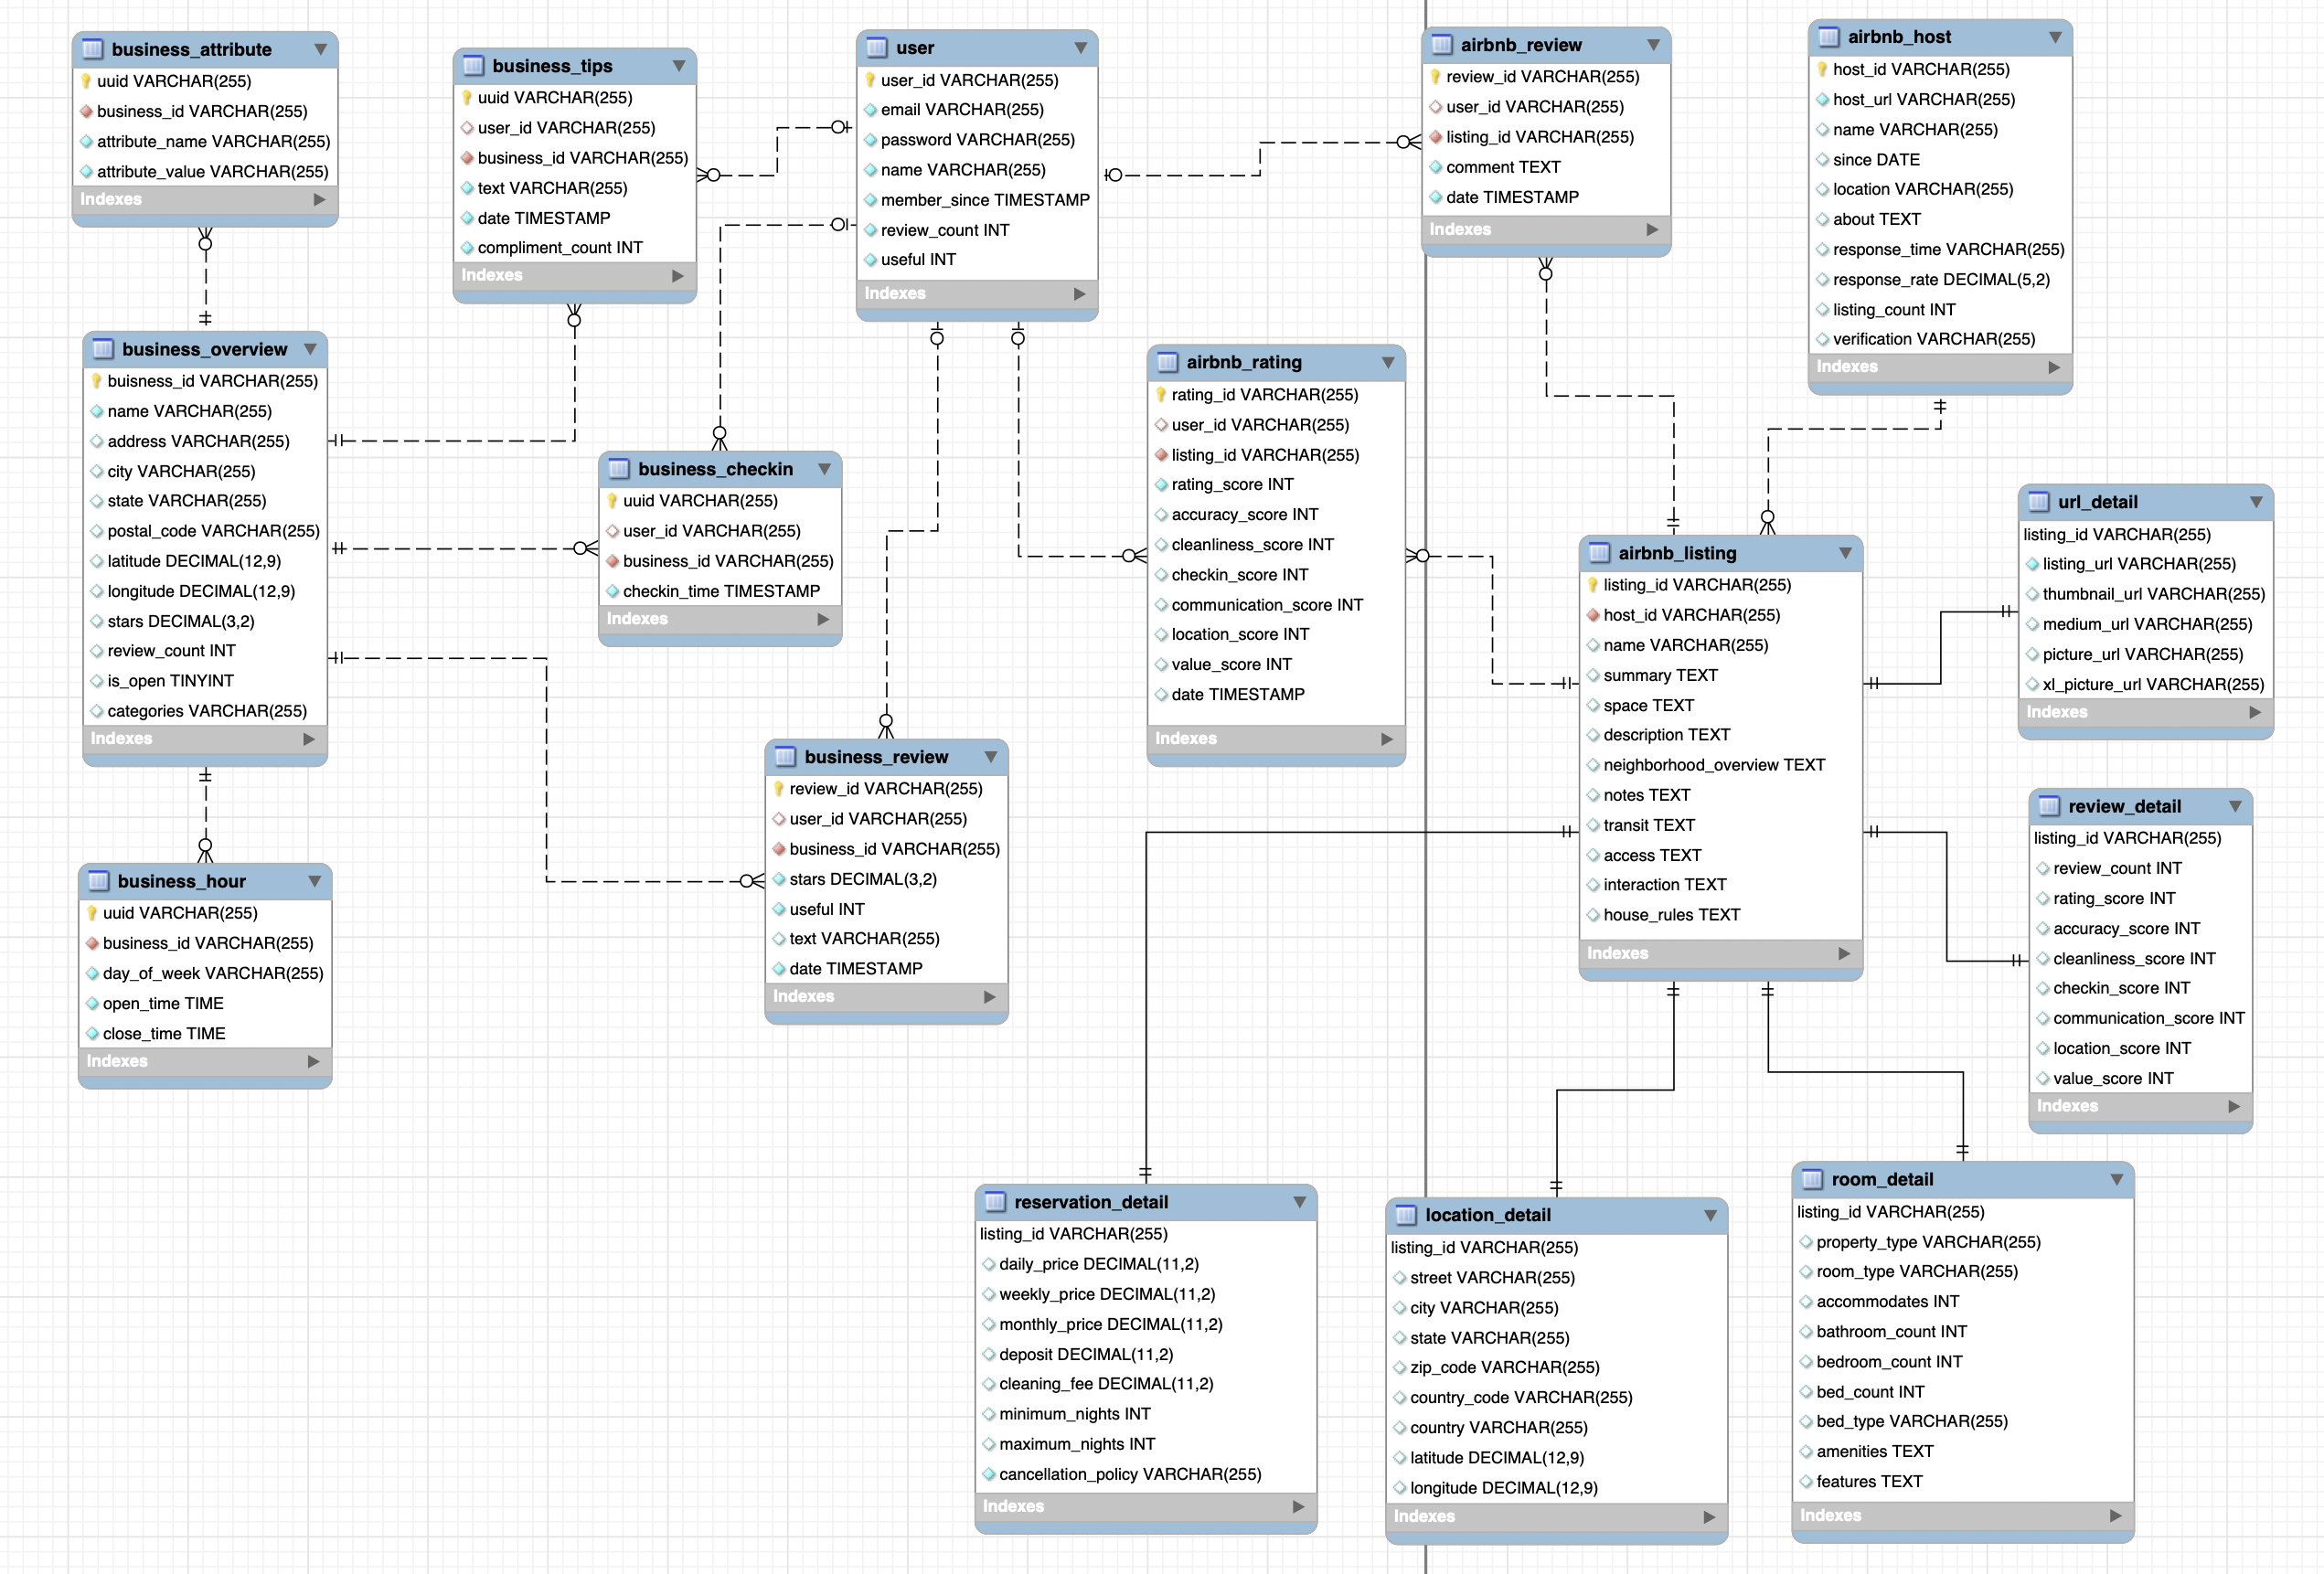 business_attribute
uuid VARCHAR(255)
business_id VARCHAR(255)
attribute_name VARCHAR(255)
attribute_value VARCHAR(255)
Indexes
business_tips
uuid VARCHAR(255)
user_id VARCHAR(255)
business_id VARCHAR(255)
text VARCHAR(255)
date TIMESTAMP
compliment_count INT
Indexes
user
user_id VARCHAR(255)
email VARCHAR(255)
password VARCHAR(255)
name VARCHAR(255)
member_since TIMESTAMP
review_count INT
useful INT
Indexes
airbnb_review
review_id VARCHAR(255)
user_id VARCHAR(255)
listing_id VARCHAR(255)
comment TEXT
date TIMESTAMP
Indexes
airbnb_host
host_id VARCHAR(255)
host_url VARCHAR(255)
name VARCHAR(255)
since DATE
location VARCHAR(255)
about TEXT
response_time VARCHAR(255)
response_rate DECIMAL(5,2)
listing_count INT
verification VARCHAR(255)
Indexes
business_overview
buisness_id VARCHAR(255)
name VARCHAR(255)
address VARCHAR(255)
city VARCHAR(255)
state VARCHAR(255)
postal_code VARCHAR(255)
latitude DECIMAL(12,9)
longitude DECIMAL(12,9)
stars DECIMAL(3,2)
review_count INT
is_open TINYINT
categories VARCHAR(255)
Indexes
business_checkin
uuid VARCHAR(255)
user_id VARCHAR(255)
business_id VARCHAR(255)
checkin_time TIMESTAMP
Indexes
airbnb_rating
rating_id VARCHAR(255)
user_id VARCHAR(255)
listing_id VARCHAR(255)
rating_score INT
accuracy_score INT
cleanliness_score INT
checkin_score INT
communication_score INT
location_score INT
value_score INT
date TIMESTAMP
Indexes
airbnb_listing
listing_id VARCHAR(255)
host_id VARCHAR(255)
name VARCHAR(255)
summary TEXT
space TEXT
description TEXT
neighborhood_overview TEXT
notes TEXT
transit TEXT
access TEXT
interaction TEXT
house_rules TEXT
Indexes
url_detail
listing_id VARCHAR(255)
listing_url VARCHAR(255)
thumbnail_url VARCHAR(255)
medium_url VARCHAR(255)
picture_url VARCHAR(255)
xl_picture_url VARCHAR(255)
Indexes
business_hour
uuid VARCHAR(255)
business_id VARCHAR(255)
day_of_week VARCHAR(255)
open_time TIME
close_time TIME
Indexes
business_review
review_id VARCHAR(255)
user_id VARCHAR(255)
business_id VARCHAR(255)
stars DECIMAL(3,2)
useful INT
text VARCHAR(255)
date TIMESTAMP
Indexes
review_detail
listing_id VARCHAR(255)
review_count INT
rating_score INT
accuracy_score INT
cleanliness_score INT
checkin_score INT
communication_score INT
location_score INT
value_score INT
Indexes
reservation_detail
listing_id VARCHAR(255)
daily_price DECIMAL(11,2)
weekly_price DECIMAL(11,2)
monthly_price DECIMAL(11,2)
deposit DECIMAL(11,2)
cleaning_fee DECIMAL(11,2)
minimum_nights INT
maximum_nights INT
cancellation_policy VARCHAR(255)
Indexes
location_detail
listing_id VARCHAR(255)
street VARCHAR(255)
city VARCHAR(255)
state VARCHAR(255)
zip_code VARCHAR(255)
country_code VARCHAR(255)
country VARCHAR(255)
latitude DECIMAL(12,9)
longitude DECIMAL(12,9)
Indexes
room_detail
listing_id VARCHAR(255)
property_type VARCHAR(255)
room_type VARCHAR(255)
accommodates INT
bathroom_count INT
bedroom_count INT
bed_count INT
bed_type VARCHAR(255)
amenities TEXT
features TEXT
Indexes